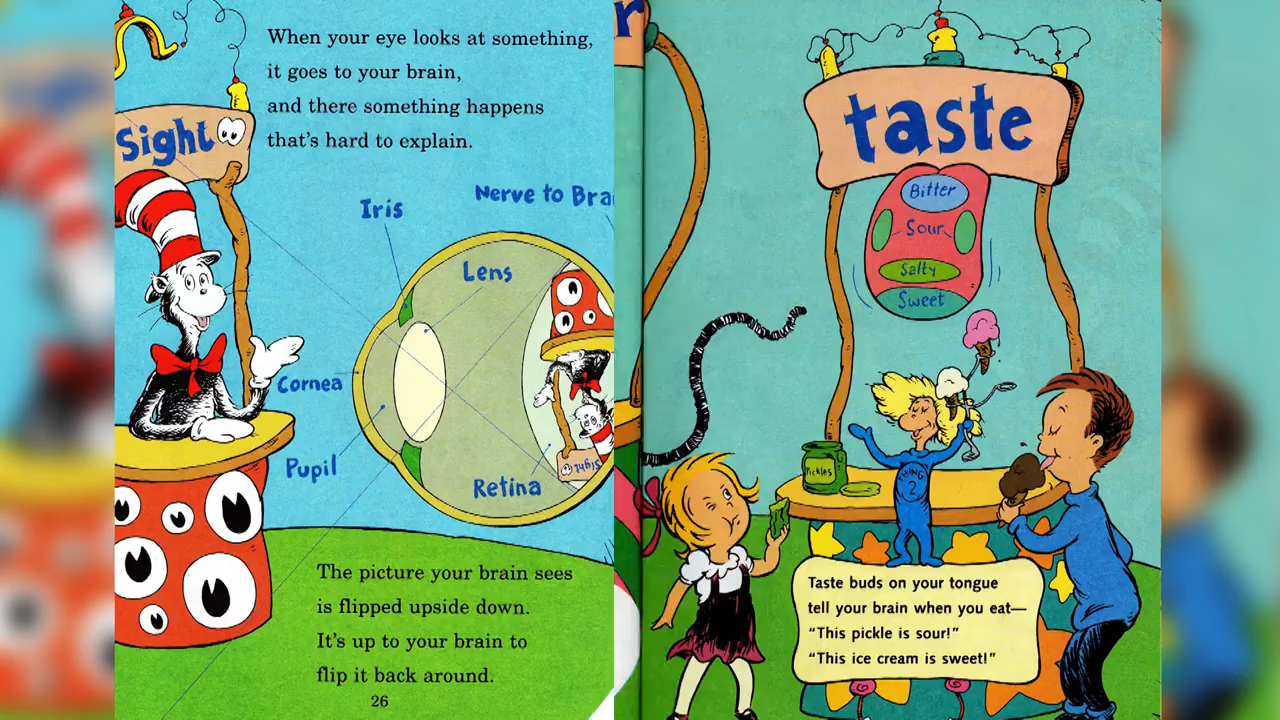 When your eye looks at something,
it goes to your brain,
and there something happens
that's hard to explain.
Sight
Nerve to Bra
Iris
Lens
Cornea
Pupil
Retina
Sight
The picture your brain sees
is flipped upside down.
It's up to your brain to
flip it back around.
26
r
taste
Bitter
Sour
Salty
Sweet
Pickles
THING
2
Taste buds on your tongue
tell your brain when you eat—
“This pickle is sour!”
“This ice cream is sweet!”